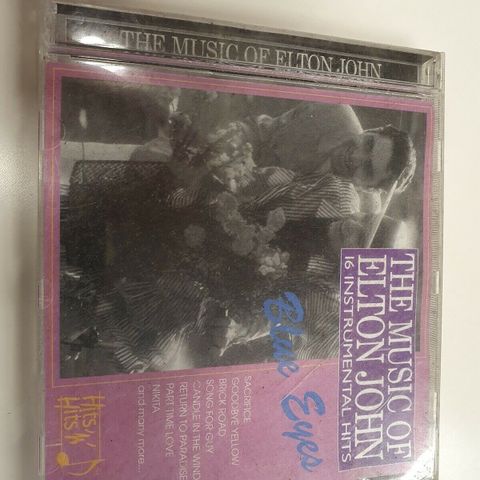 THE MUSIC OF ELTON JOHN
THE MUSIC OF
ELTON JOHN
16 INSTRUMENTAL HITS
Blue Eyes
SACRIFICE
GOODBYE YELLOW
BRICK ROAD
SONG FOR GUY
CANDLE IN THE WIND
RETURN TO PARADISE
PART TIME LOVE
NIKITA
and many more...
Hits 'n'
Hits 'n'